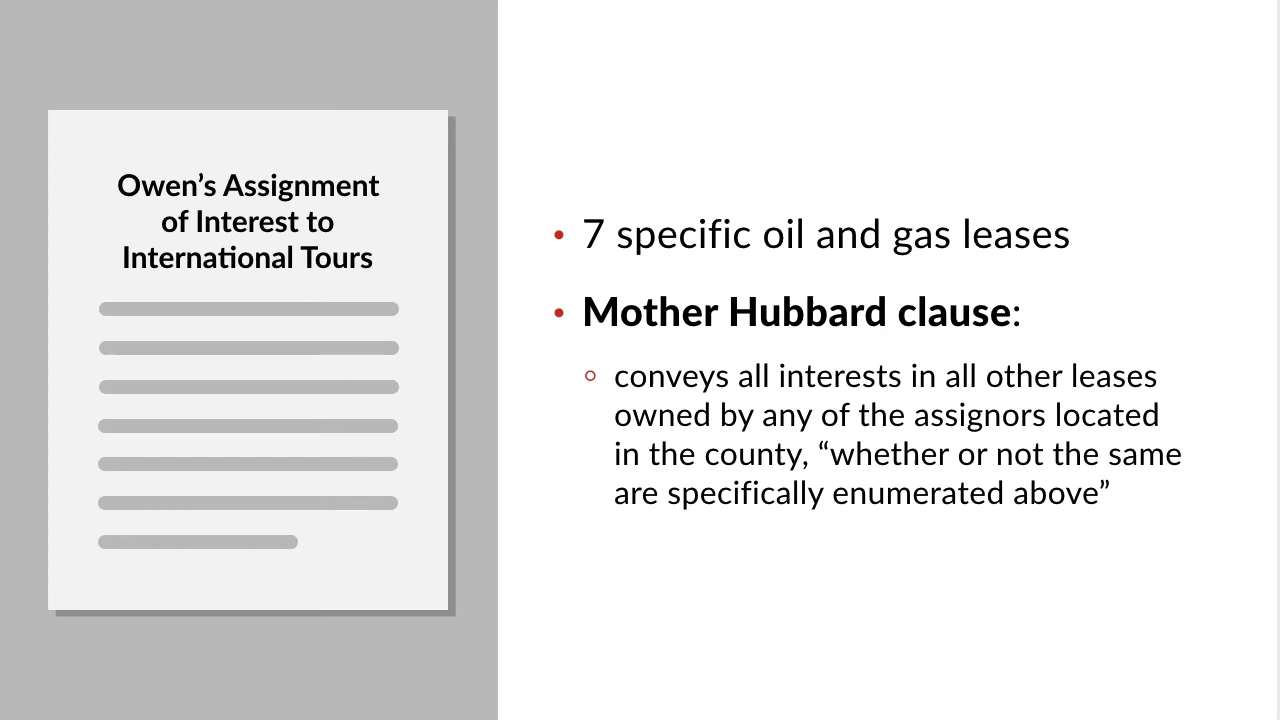 Owen’s Assignment
of Interest to
International Tours
• 7 specific oil and gas leases
• Mother Hubbard clause:
○ conveys all interests in all other leases
owned by any of the assignors located
in the county, “whether or not the same
are specifically enumerated above”